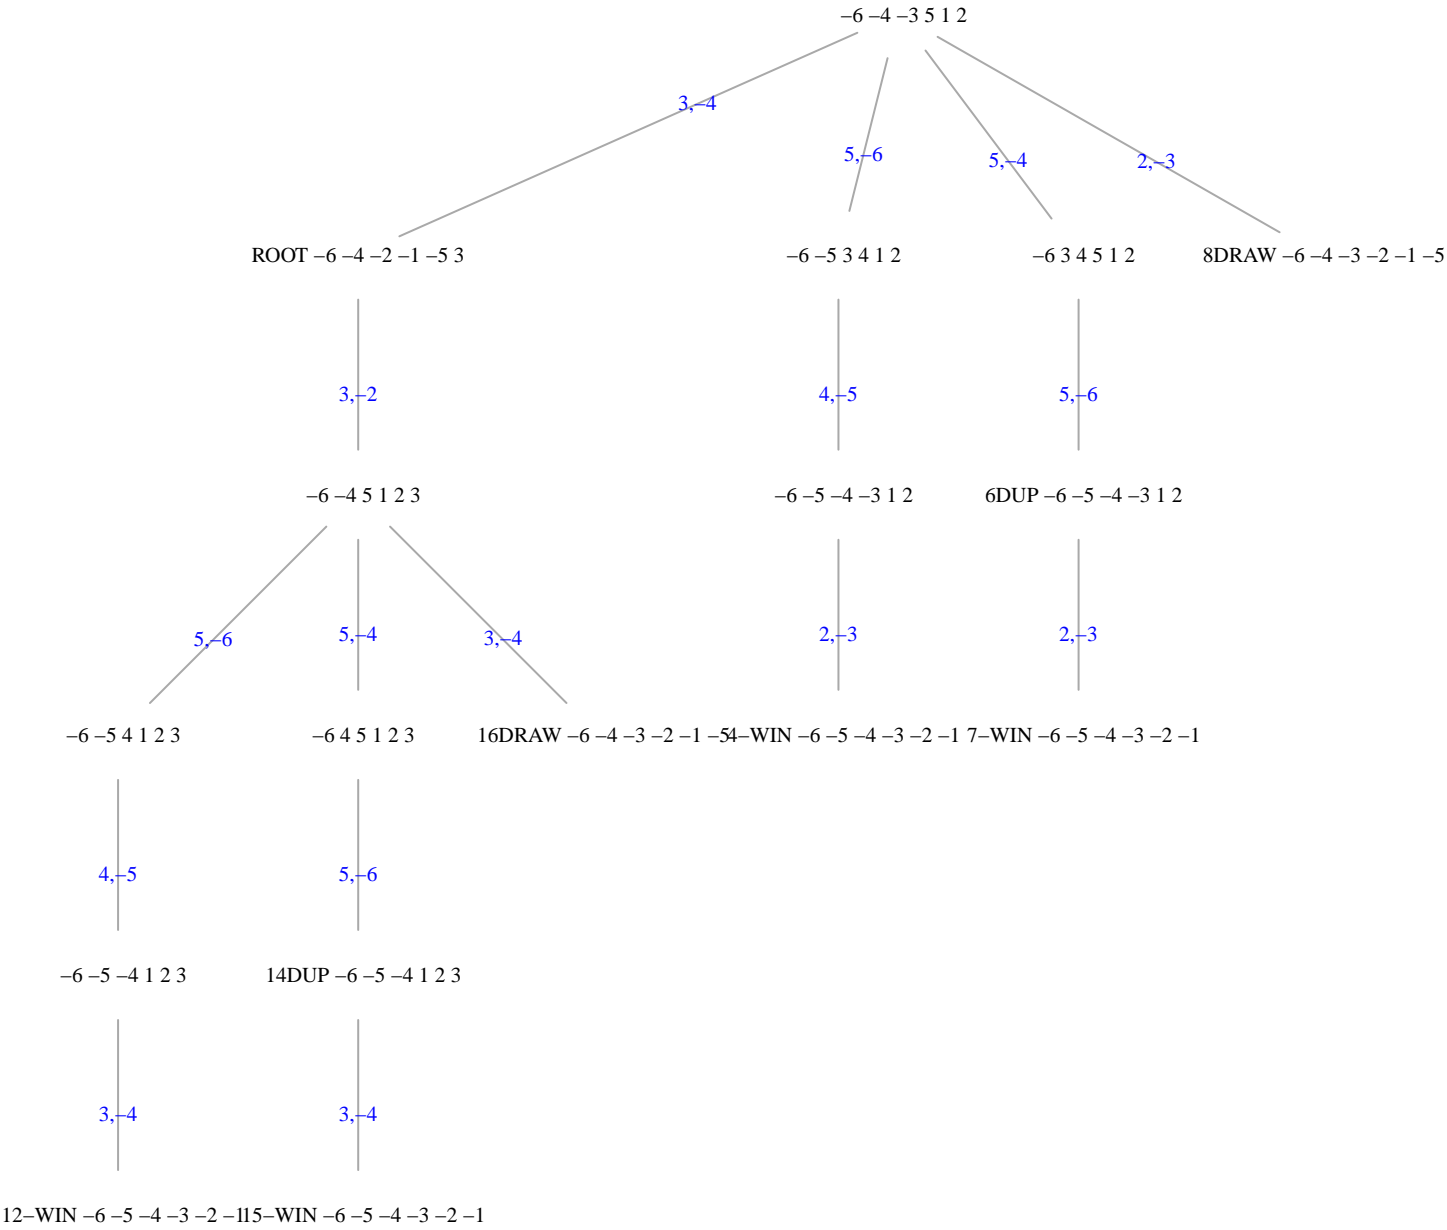 −6 −4 −3 5 1 2
3,−4
5,−6
5,−4
2,−3
ROOT −6 −4 −2 −1 −5 3
−6 −5 3 4 1 2
−6 3 4 5 1 2
8DRAW −6 −4 −3 −2 −1 −5
3,−2
4,−5
5,−6
−6 −4 5 1 2 3
−6 −5 −4 −3 1 2
6DUP −6 −5 −4 −3 1 2
5,−6
5,−4
3,−4
2,−3
2,−3
−6 −5 4 1 2 3
−6 4 5 1 2 3
16DRAW −6 −4 −3 −2 −1 −5
4−WIN −6 −5 −4 −3 −2 −1
7−WIN −6 −5 −4 −3 −2 −1
4,−5
5,−6
−6 −5 −4 1 2 3
14DUP −6 −5 −4 1 2 3
3,−4
3,−4
12−WIN −6 −5 −4 −3 −2 −1
15−WIN −6 −5 −4 −3 −2 −1